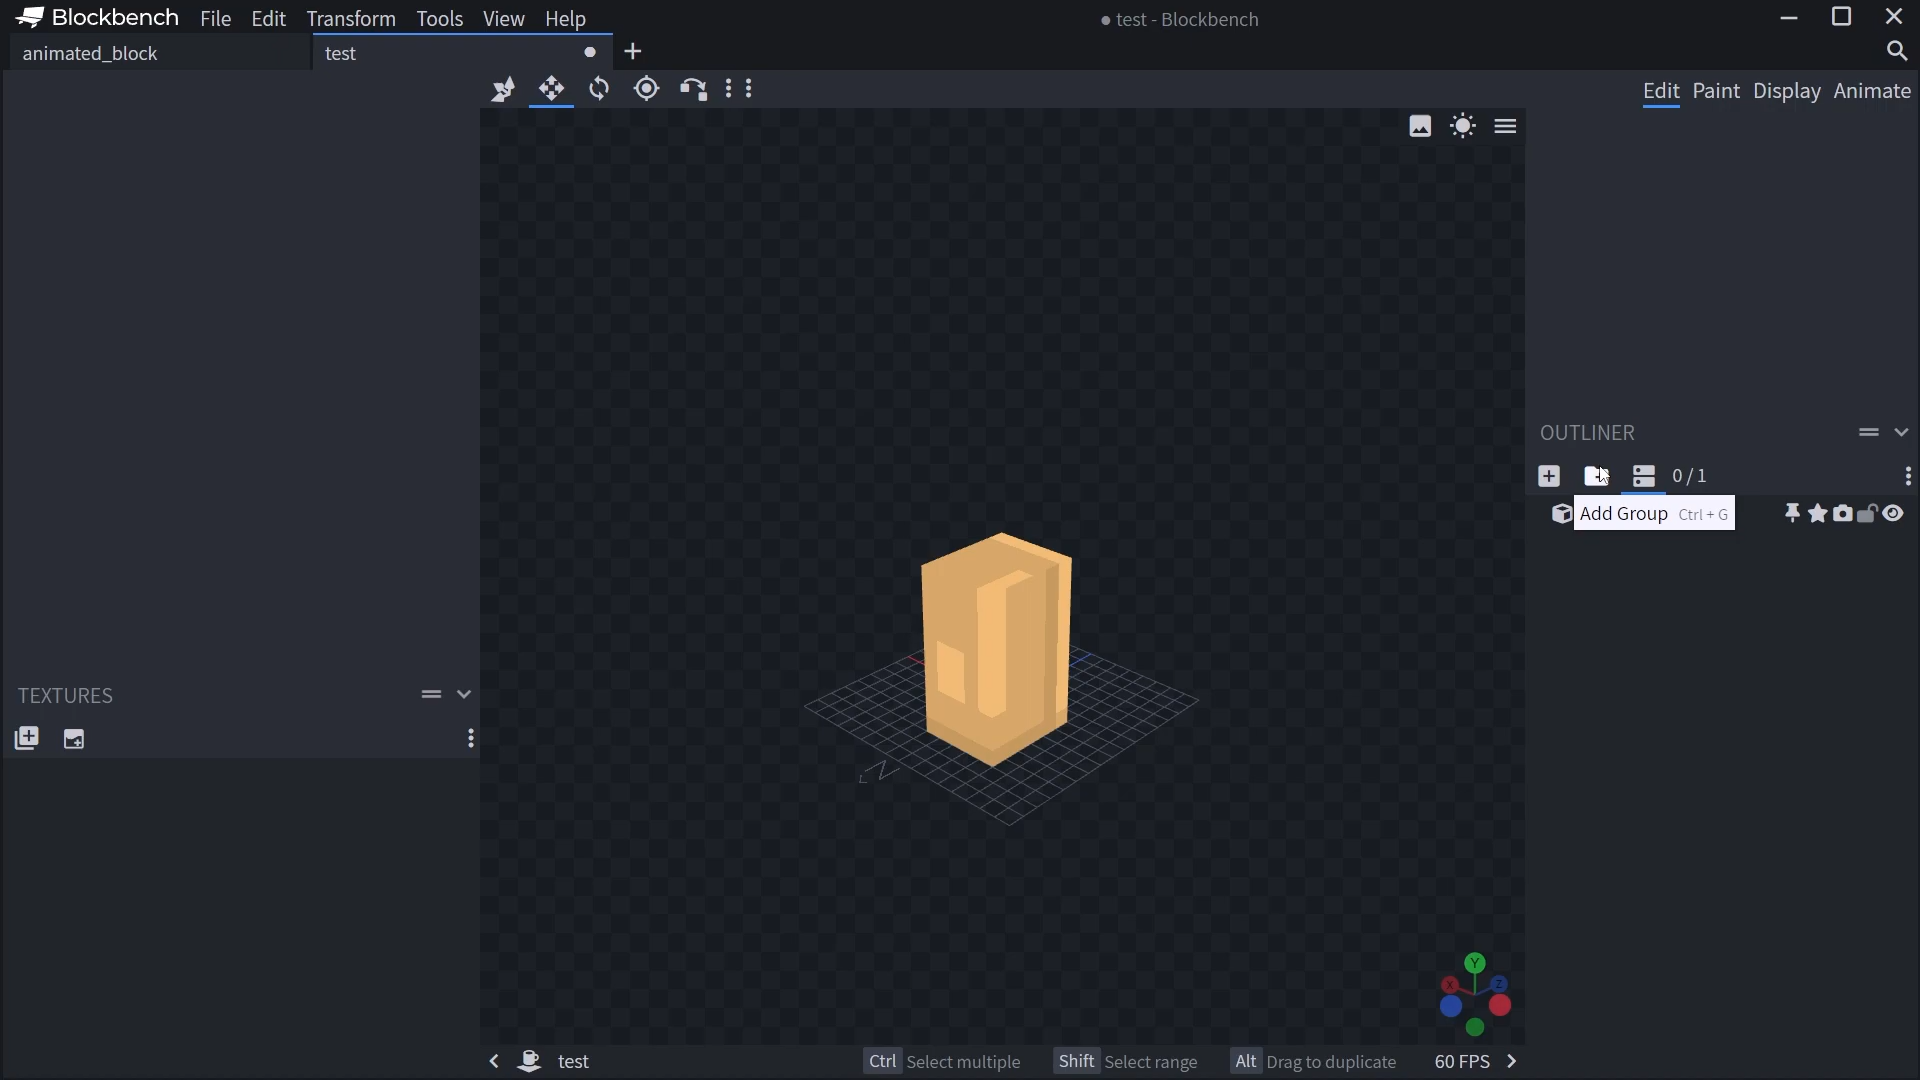 Blockbench File Edit Transform Tools View Help
● test - Blockbench
animated_block
test
Edit Paint Display Animate
OUTLINER
0 / 1
Add Group Ctrl + G
TEXTURES
Z
Y
X
Z
test
Ctrl Select multiple Shift Select range Alt Drag to duplicate 60 FPS